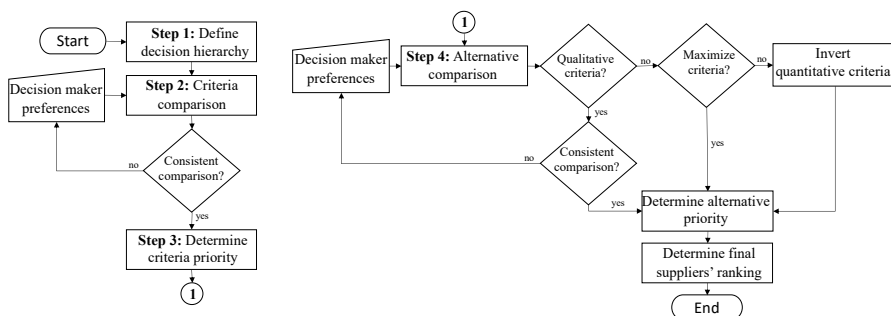 Start
Step 1: Define
decision hierarchy
Decision maker
preferences
Step 2: Criteria
comparison
Consistent
comparison?
no
yes
Step 3: Determine
criteria priority
1
1
Decision maker
preferences
Step 4: Alternative
comparison
Qualitative
criteria?
no
Maximize
criteria?
no
Invert
quantitative criteria
yes
Consistent
comparison?
no
yes
yes
Determine alternative
priority
Determine final
suppliers' ranking
End